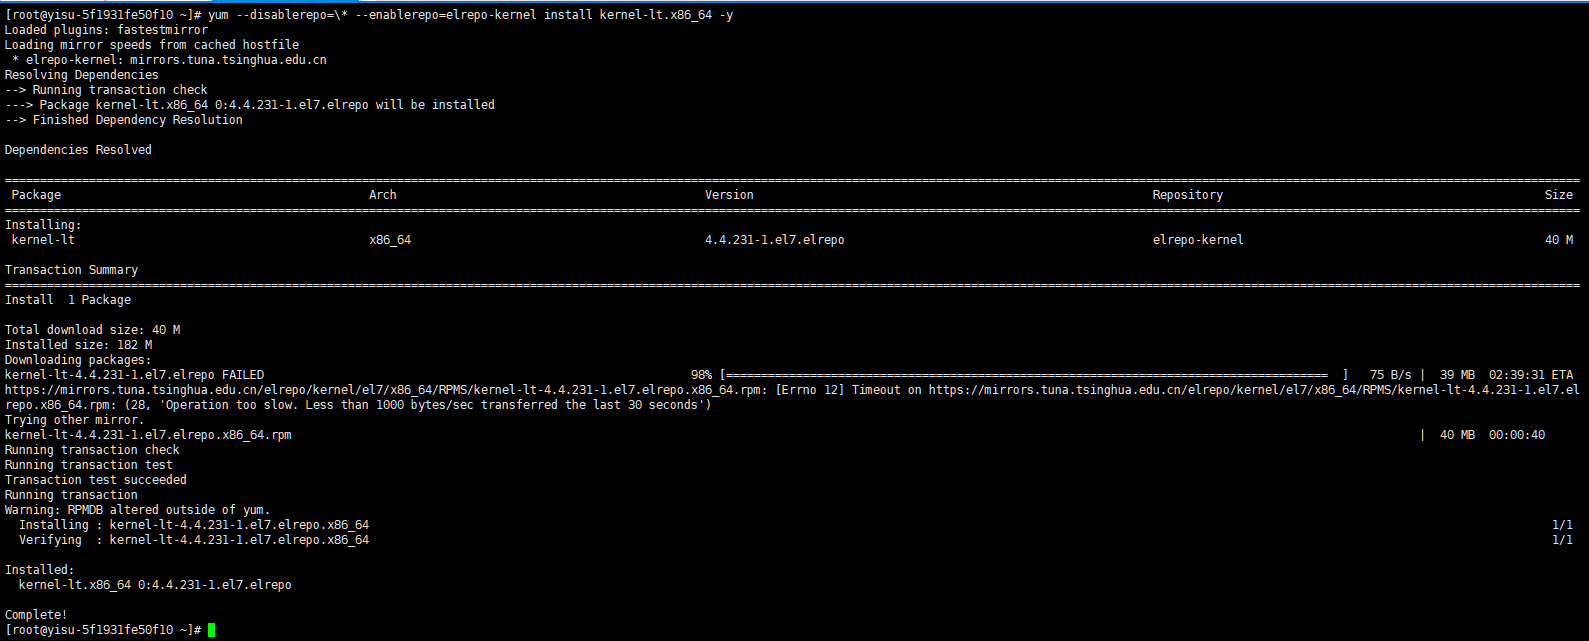 [root@yisu-5f1931fe50f10 ~]# yum --disablerepo=\* --enablerepo=elrepo-kernel install kernel-lt.x86_64 -y
Loaded plugins: fastestmirror
Loading mirror speeds from cached hostfile
 * elrepo-kernel: mirrors.tuna.tsinghua.edu.cn
Resolving Dependencies
--> Running transaction check
---> Package kernel-lt.x86_64 0:4.4.231-1.el7.elrepo will be installed
--> Finished Dependency Resolution

Dependencies Resolved

================================================================================
 Package Arch Version Repository Size
================================================================================
Installing:
 kernel-lt x86_64 4.4.231-1.el7.elrepo elrepo-kernel 40 M

Transaction Summary
================================================================================
Install  1 Package

Total download size: 40 M
Installed size: 182 M
Downloading packages:
kernel-lt-4.4.231-1.el7.elrepo FAILED 98% [===================================================================================== ] 75 B/s | 39 MB 02:39:31 ETA
https://mirrors.tuna.tsinghua.edu.cn/elrepo/kernel/el7/x86_64/RPMS/kernel-lt-4.4.231-1.el7.elrepo.x86_64.rpm: [Errno 12] Timeout on https://mirrors.tuna.tsinghua.edu.cn/elrepo/kernel/el7/x86_64/RPMS/kernel-lt-4.4.231-1.el7.el
repo.x86_64.rpm: (28, 'Operation too slow. Less than 1000 bytes/sec transferred the last 30 seconds')
Trying other mirror.
kernel-lt-4.4.231-1.el7.elrepo.x86_64.rpm | 40 MB 00:00:40
Running transaction check
Running transaction test
Transaction test succeeded
Running transaction
Warning: RPMDB altered outside of yum.
  Installing : kernel-lt-4.4.231-1.el7.elrepo.x86_64 1/1
  Verifying  : kernel-lt-4.4.231-1.el7.elrepo.x86_64 1/1

Installed:
  kernel-lt.x86_64 0:4.4.231-1.el7.elrepo

Complete!
[root@yisu-5f1931fe50f10 ~]#